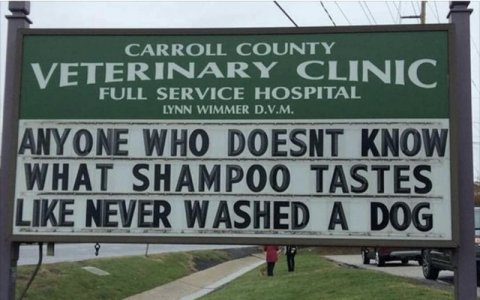 CARROLL COUNTY
VETERINARY CLINIC
FULL SERVICE HOSPITAL
LYNN WIMMER D.V.M.
ANYONE WHO DOESNT KNOW
WHAT SHAMPOO TASTES
LIKE NEVER WASHED A DOG